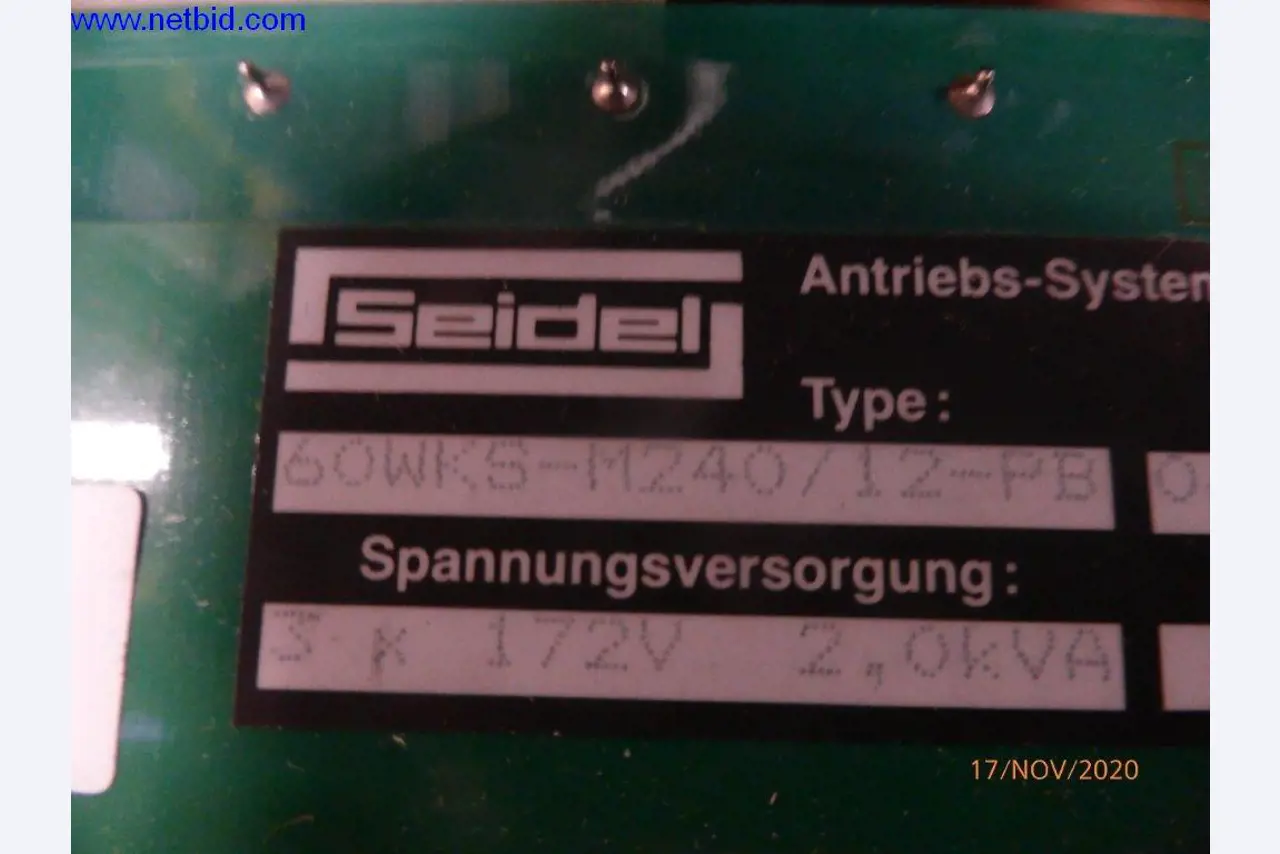 www.netbid.com
Seidel
Antriebs-System
Type:
60WKS-M240/12-PB
Spannungsversorgung:
3 x 172V 2,0kVA
17/NOV/2020